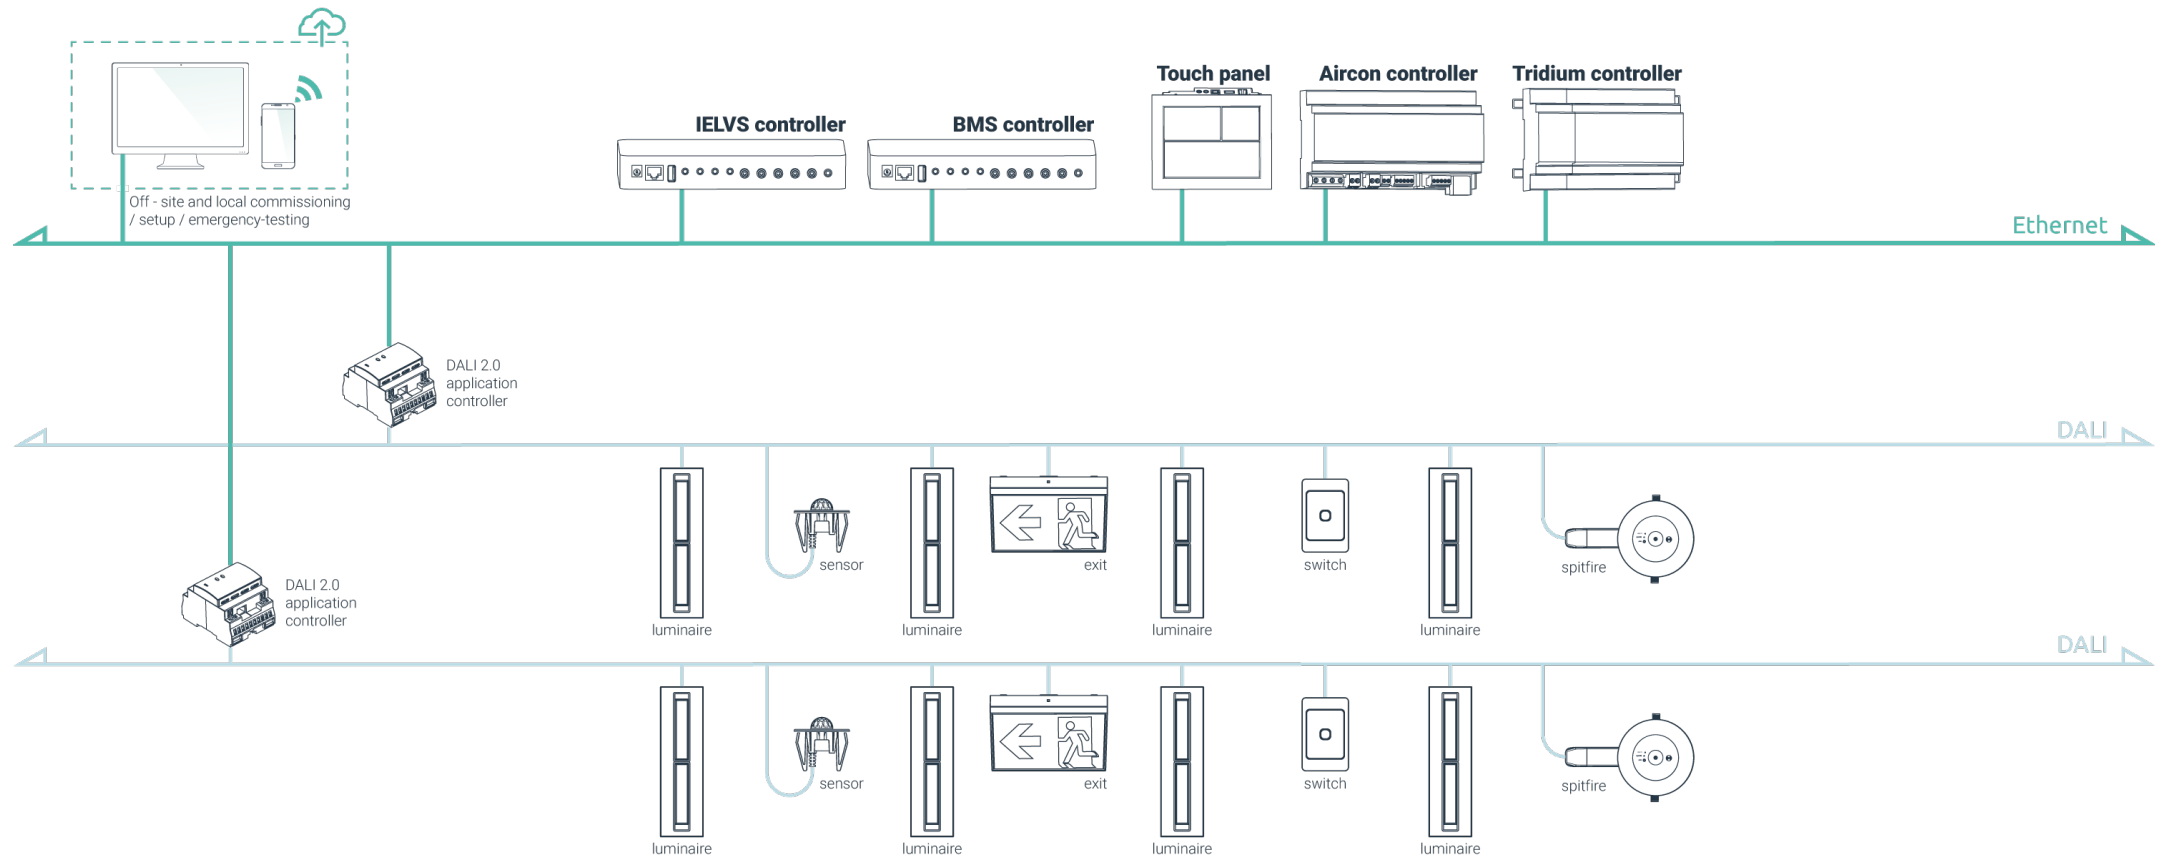 Touch panel
Aircon controller
Tridium controller
IELVS controller
BMS controller
Off - site and local commissioning
/ setup / emergency-testing
Ethernet
DALI 2.0
application
controller
DALI
sensor
exit
switch
spitfire
luminaire
luminaire
luminaire
luminaire
DALI 2.0
application
controller
DALI
sensor
exit
switch
spitfire
luminaire
luminaire
luminaire
luminaire